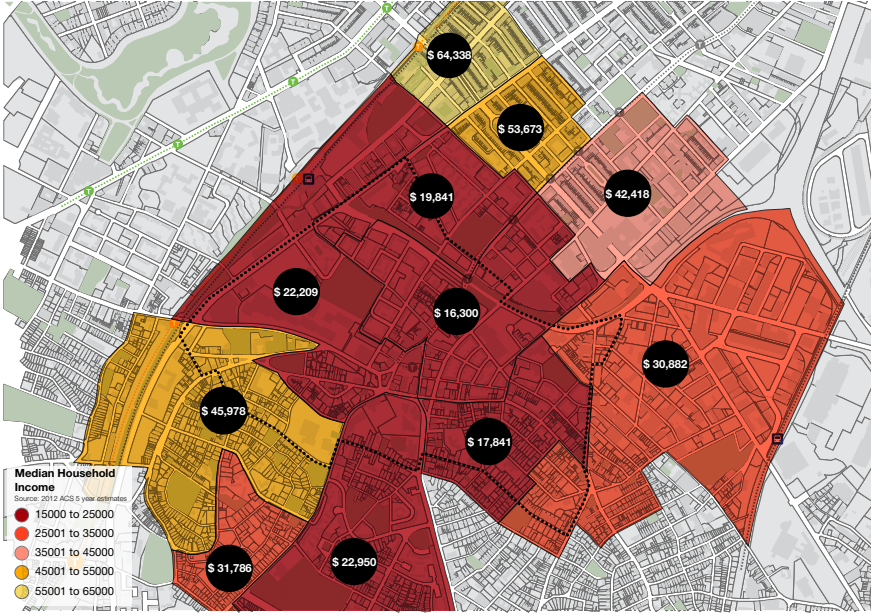 $ 64,338
$ 53,673
$ 42,418
$ 19,841
$ 22,209
$ 16,300
$ 30,882
$ 45,978
$ 17,841
$ 31,786
$ 22,950
T
T
T
T
T
Median Household
Income
Source: 2012 ACS 5 year estimates
15000 to 25000
25001 to 35000
35001 to 45000
45001 to 55000
55001 to 65000